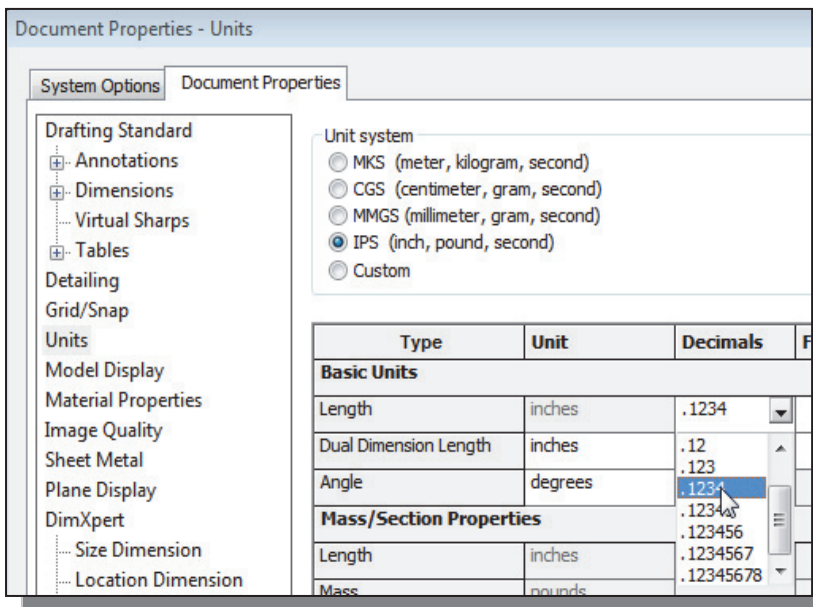 Document Properties - Units
System Options Document Properties
Drafting Standard
Annotations
Dimensions
Virtual Sharps
Tables
Detailing
Grid/Snap
Units
Model Display
Material Properties
Image Quality
Sheet Metal
Plane Display
DimXpert
Size Dimension
Location Dimension
Unit system
MKS (meter, kilogram, second)
CGS (centimeter, gram, second)
MMGS (millimeter, gram, second)
IPS (inch, pound, second)
Custom
Type Unit Decimals F
Basic Units
Length inches .1234
Dual Dimension Length inches
Angle degrees
Mass/Section Properties
Length inches
Mass pounds
.12
.123
.1234
.123456
.1234567
.12345678